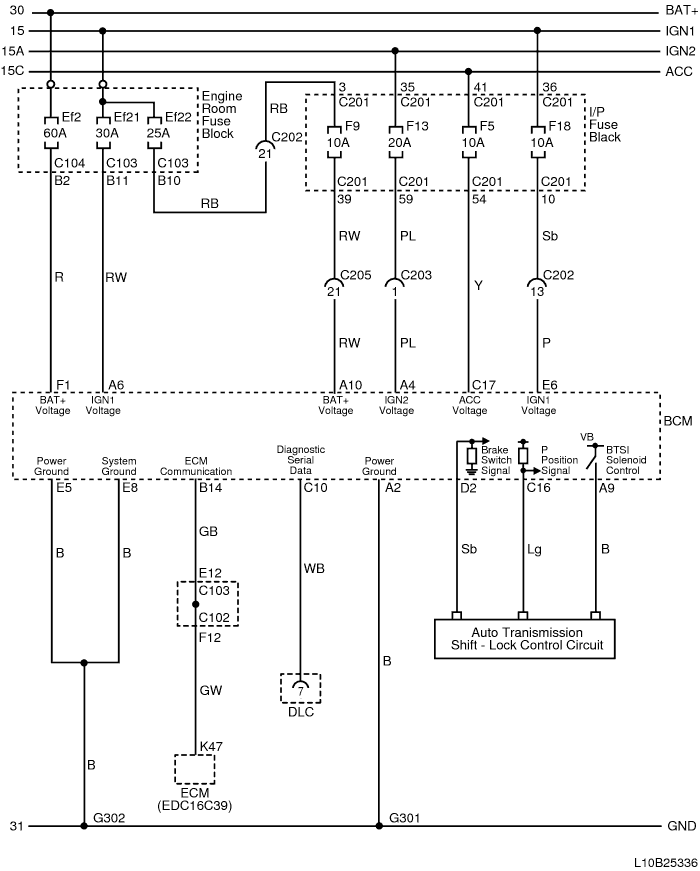 30 BAT+
15 IGN1
15A IGN2
15C ACC
3 35 41 36
Engine
Room
Fuse
Block
RB
C201 C201 C201 C201
I/P
Fuse
Black
Ef2 Ef21 Ef22
60A 30A 25A
C202
21
F9 F13 F5 F18
10A 20A 10A 10A
C104 C103 C103
B2 B11 B10
C201 C201 C201 C201
39 59 54 10
RB
RW PL Sb
R RW
C205 C203 C202
21 1 13
Y
RW PL P
F1 A6 A10 A4 C17 E6
BAT+
Voltage
IGN1
Voltage
BAT+
Voltage
IGN2
Voltage
ACC
Voltage
IGN1
Voltage
BCM
Power
Ground
System
Ground
ECM
Communication
Diagnostic
Serial
Data
Power
Ground
Brake
Switch
Signal
P
Position
Signal
VB
BTSI
Solenoid
Control
E5 E8 B14 C10 A2 D2 C16 A9
GB
B B Sb Lg B
WB
E12
C103
C102
F12
Auto Transmission
Shift - Lock Control Circuit
B
GW
7
DLC
K47
B
ECM
(EDC16C39)
G302 G301
31 GND
L10B25336